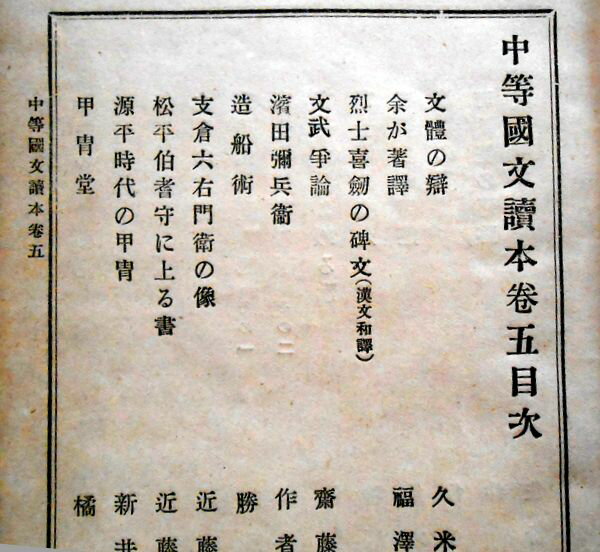 中等國文讀本卷五目次
文體の辯 久米
余が著譯 福澤
烈士喜劒の碑文(漢文和譯)
文武爭論 齋藤
濱田彌兵衞 作者
造船術 勝
支倉六右門衛の像 近藤
松平伯耆守に上る書 近藤
源平時代の甲冑 新井
甲冑堂 橘
中等國文讀本卷五